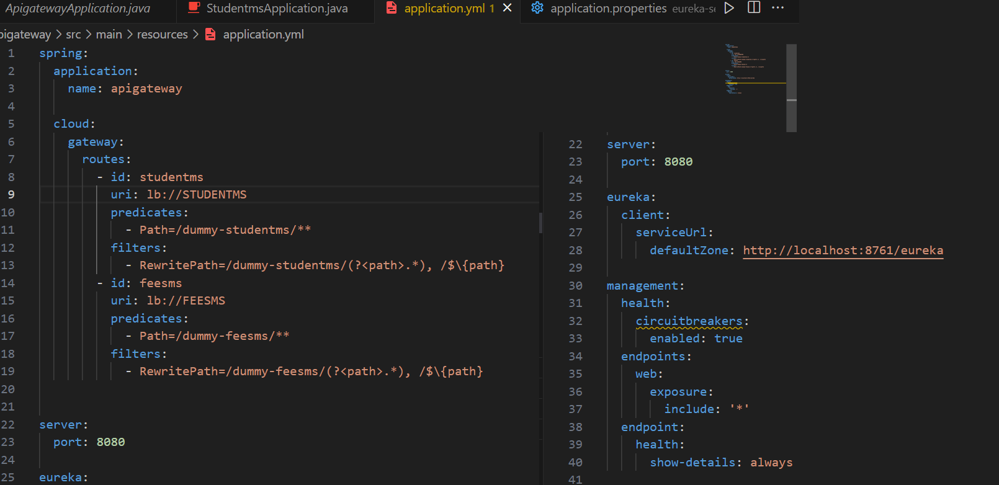 ApigatewayApplication.java StudentmsApplication.java application.yml 1 application.properties eureka-se
pigateway > src > main > resources > application.yml
1 spring:
2 application:
3 name: apigateway
4
5 cloud:
6 gateway:
7 routes:
8 - id: studentms
9 uri: lb://STUDENTMS
10 predicates:
11 - Path=/dummy-studentms/**
12 filters:
13 - RewritePath=/dummy-studentms/(?<path>.*), /$\{path}
14 - id: feesms
15 uri: lb://FEESMS
16 predicates:
17 - Path=/dummy-feesms/**
18 filters:
19 - RewritePath=/dummy-feesms/(?<path>.*), /$\{path}
20
21
22 server:
23 port: 8080
24
25 eureka:
22 server:
23 port: 8080
24
25 eureka:
26 client:
27 serviceUrl:
28 defaultZone: http://localhost:8761/eureka
29
30 management:
31 health:
32 circuitbreakers:
33 enabled: true
34 endpoints:
35 web:
36 exposure:
37 include: '*'
38 endpoint:
39 health:
40 show-details: always
41